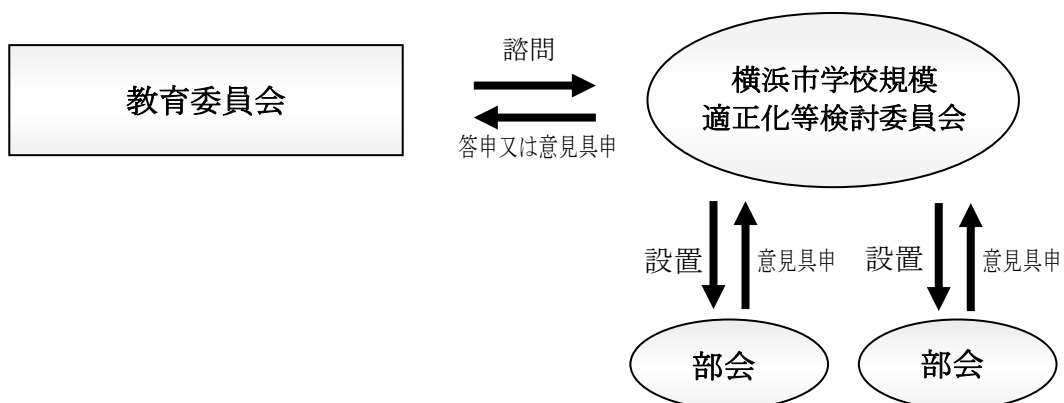 諮問
教育委員会
横浜市学校規模
適正化等検討委員会
答申又は意見具申
設置
意見具申
設置
意見具申
部会
部会